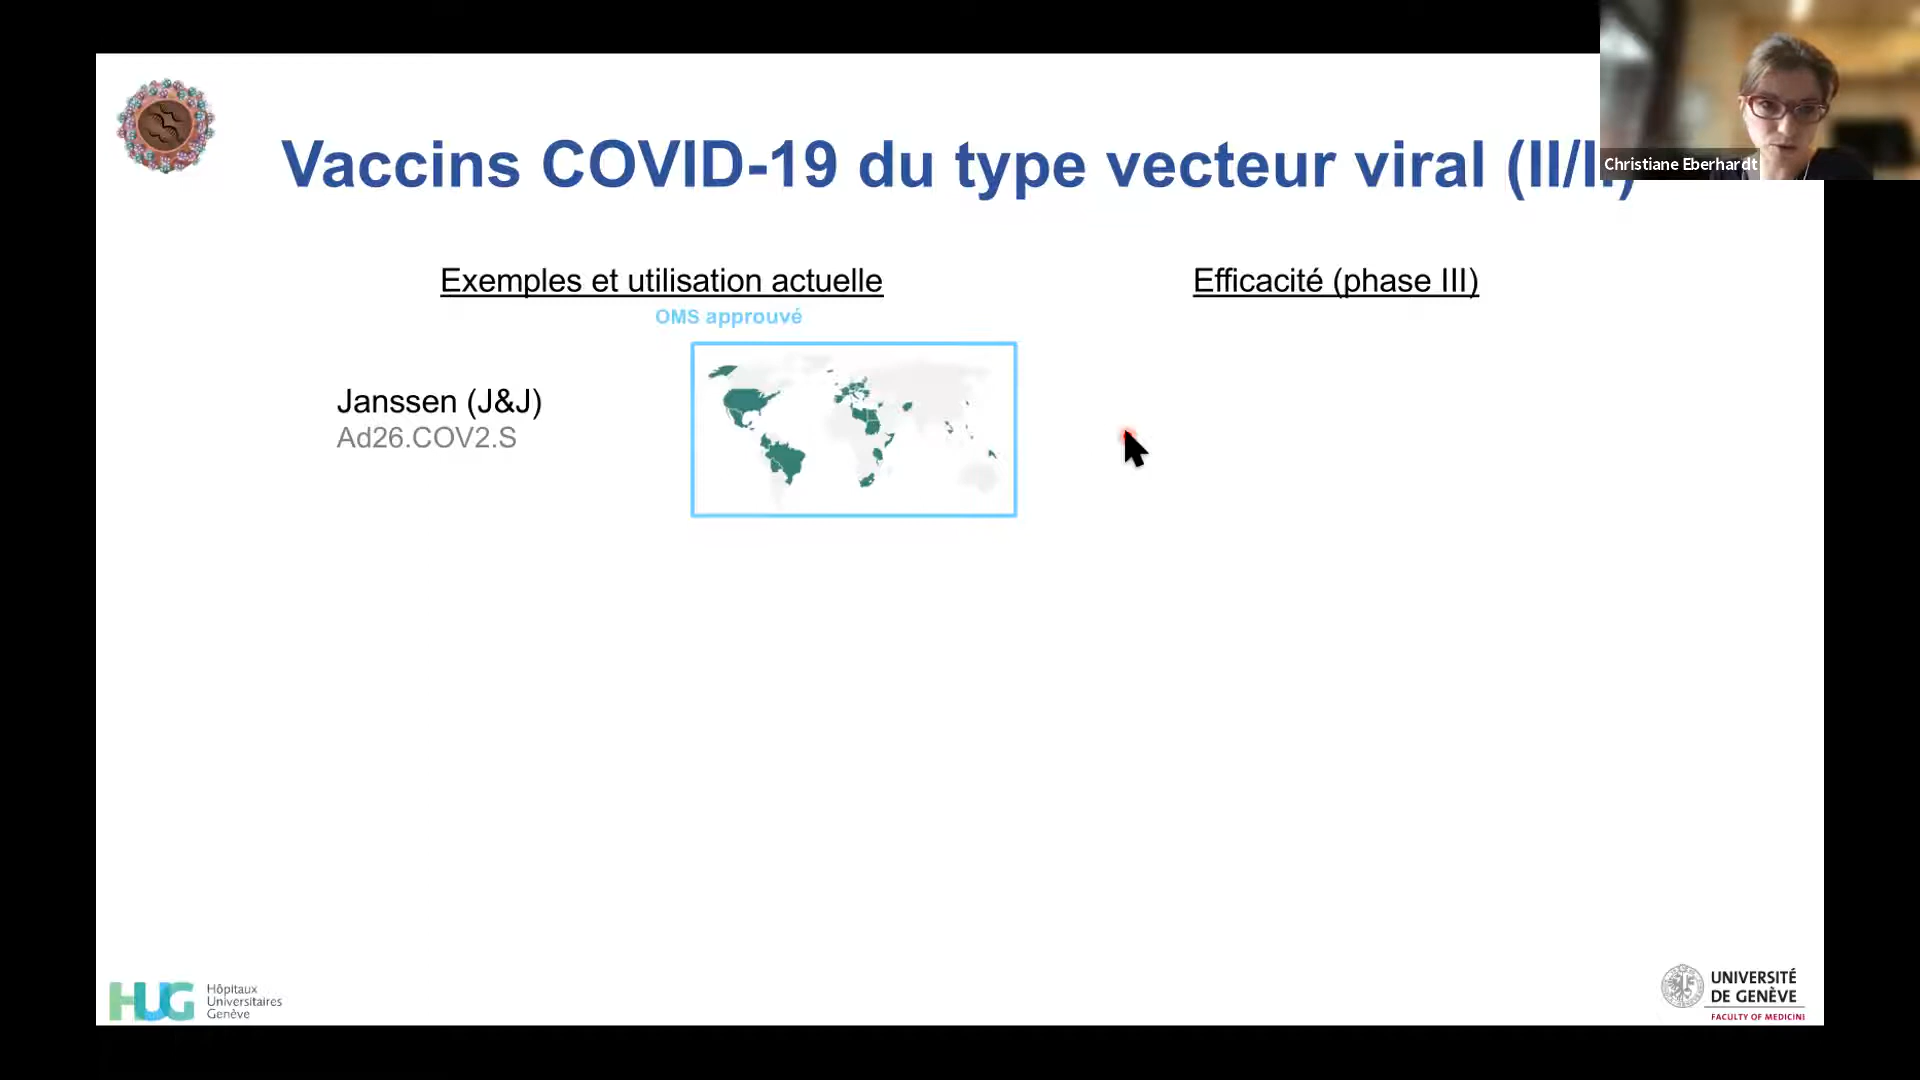 Vaccins COVID-19 du type vecteur viral (II/
Christiane Eberhardt
Exemples et utilisation actuelle
Efficacité (phase III)
OMS approuvé
Janssen (J&J)
Ad26.COV2.S
HUG
Hôpitaux
Universitaires
Genève
UNIVERSITÉ
DE GENÈVE
FACULTY OF MEDICINE